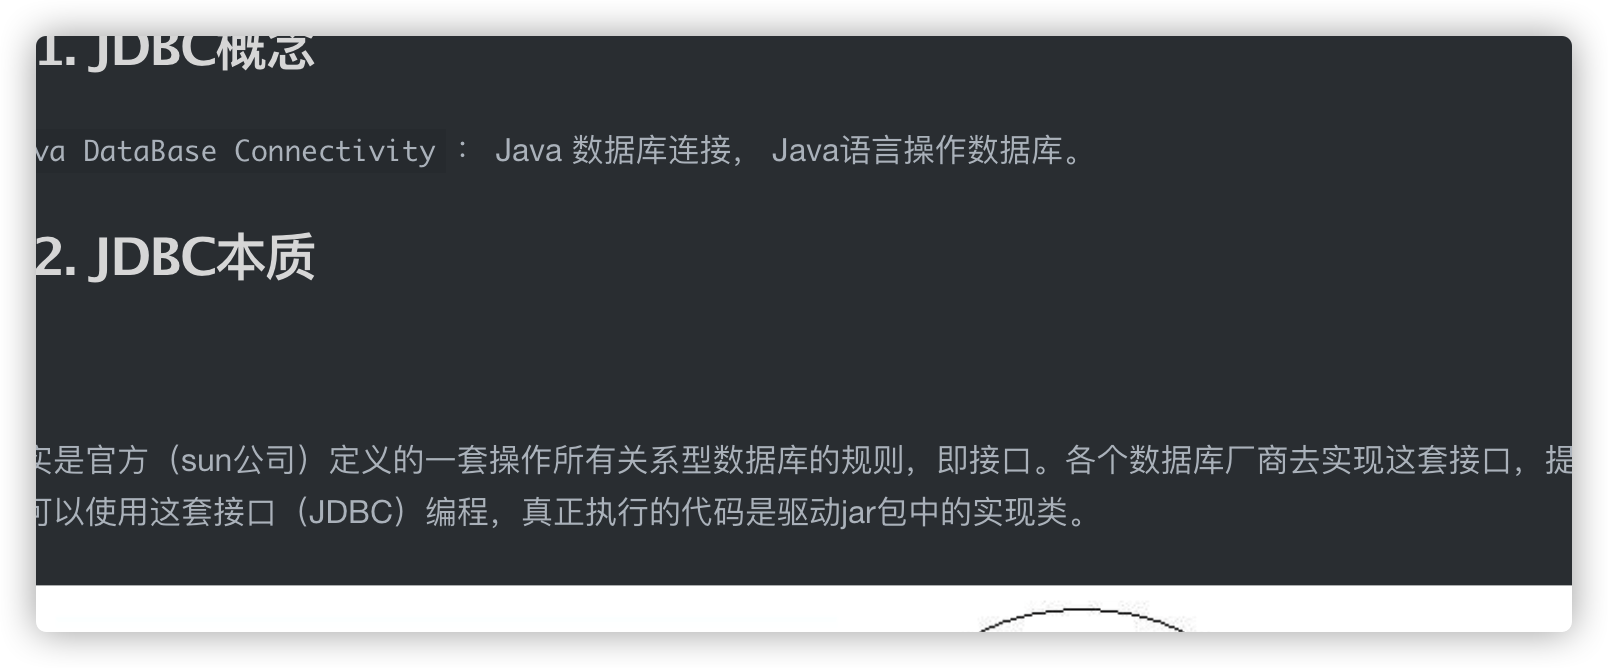 1. JDBC概念
va DataBase Connectivity ： Java 数据库连接， Java语言操作数据库。
2. JDBC本质
实是官方（sun公司）定义的一套操作所有关系型数据库的规则，即接口。各个数据库厂商去实现这套接口，提
可以使用这套接口（JDBC）编程，真正执行的代码是驱动jar包中的实现类。